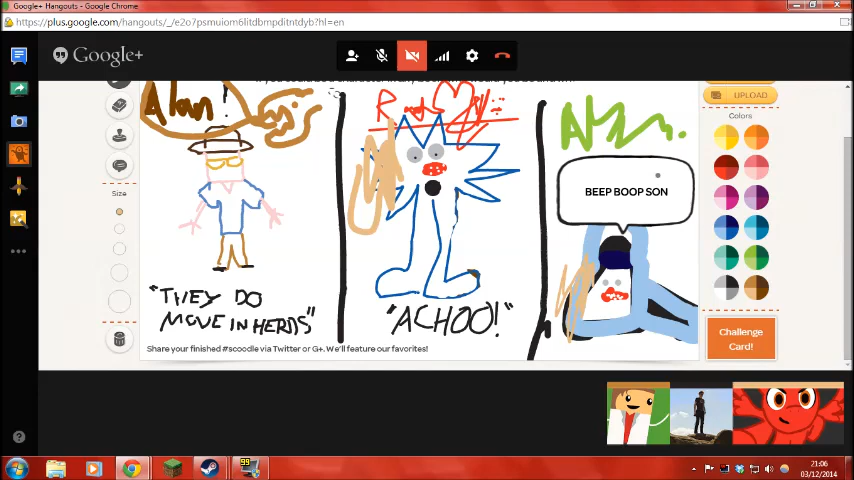 Google+ Hangouts - Google Chrome
https://plus.google.com/hangouts/_/e2o7psmuiom6litdbmpditntdyb?hl=en
Google+
UPLOAD
Colors
Size
Alan!
BEEP BOOP SON
"THEY DO
MOVE IN HERDS"
"ACHOO!"
Challenge
Card!
Share your finished #scoodle via Twitter or G+. We'll feature our favorites!
99
21:06
03/12/2014